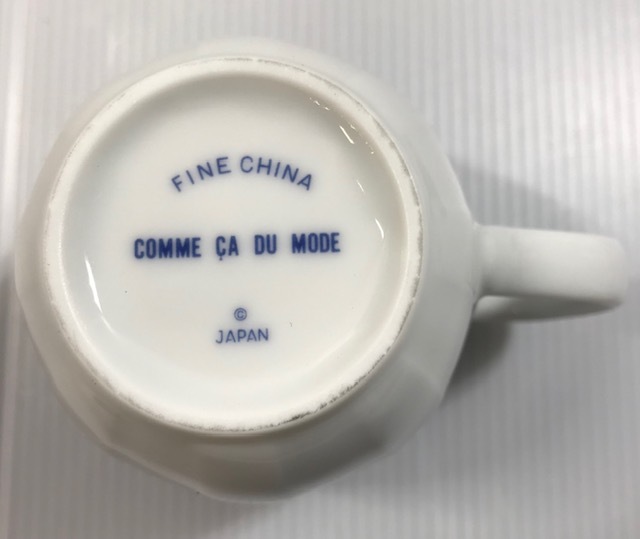 FINE CHINA
COMME ÇA DU MODE
©
JAPAN